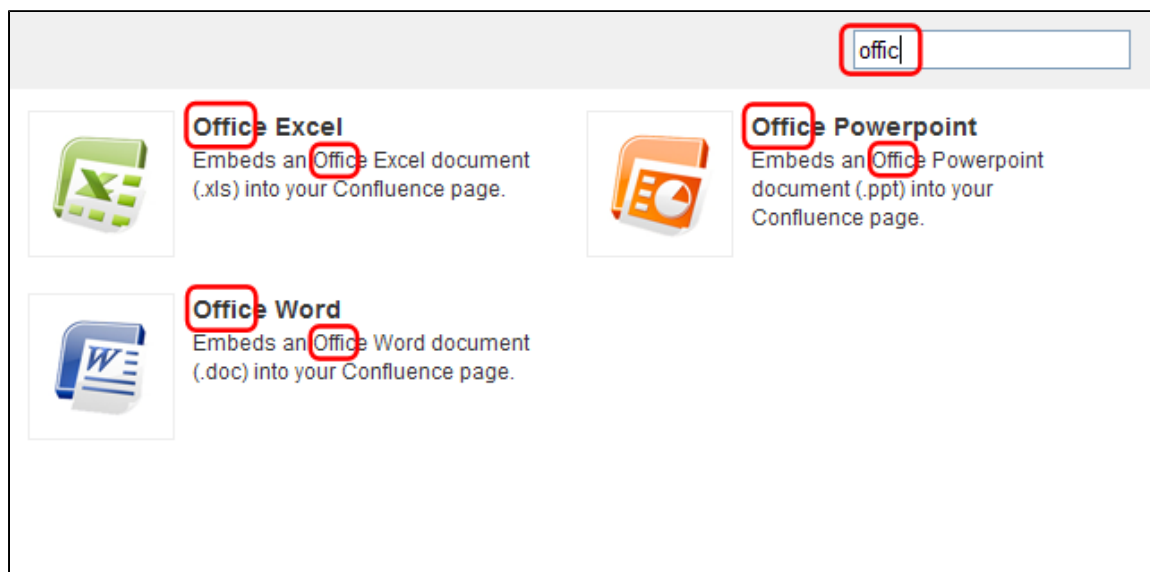 offic
Office Excel
Embeds an Office Excel document
(.xls) into your Confluence page.
Office Powerpoint
Embeds an Office Powerpoint
document (.ppt) into your
Confluence page.
Office Word
Embeds an Office Word document
(.doc) into your Confluence page.